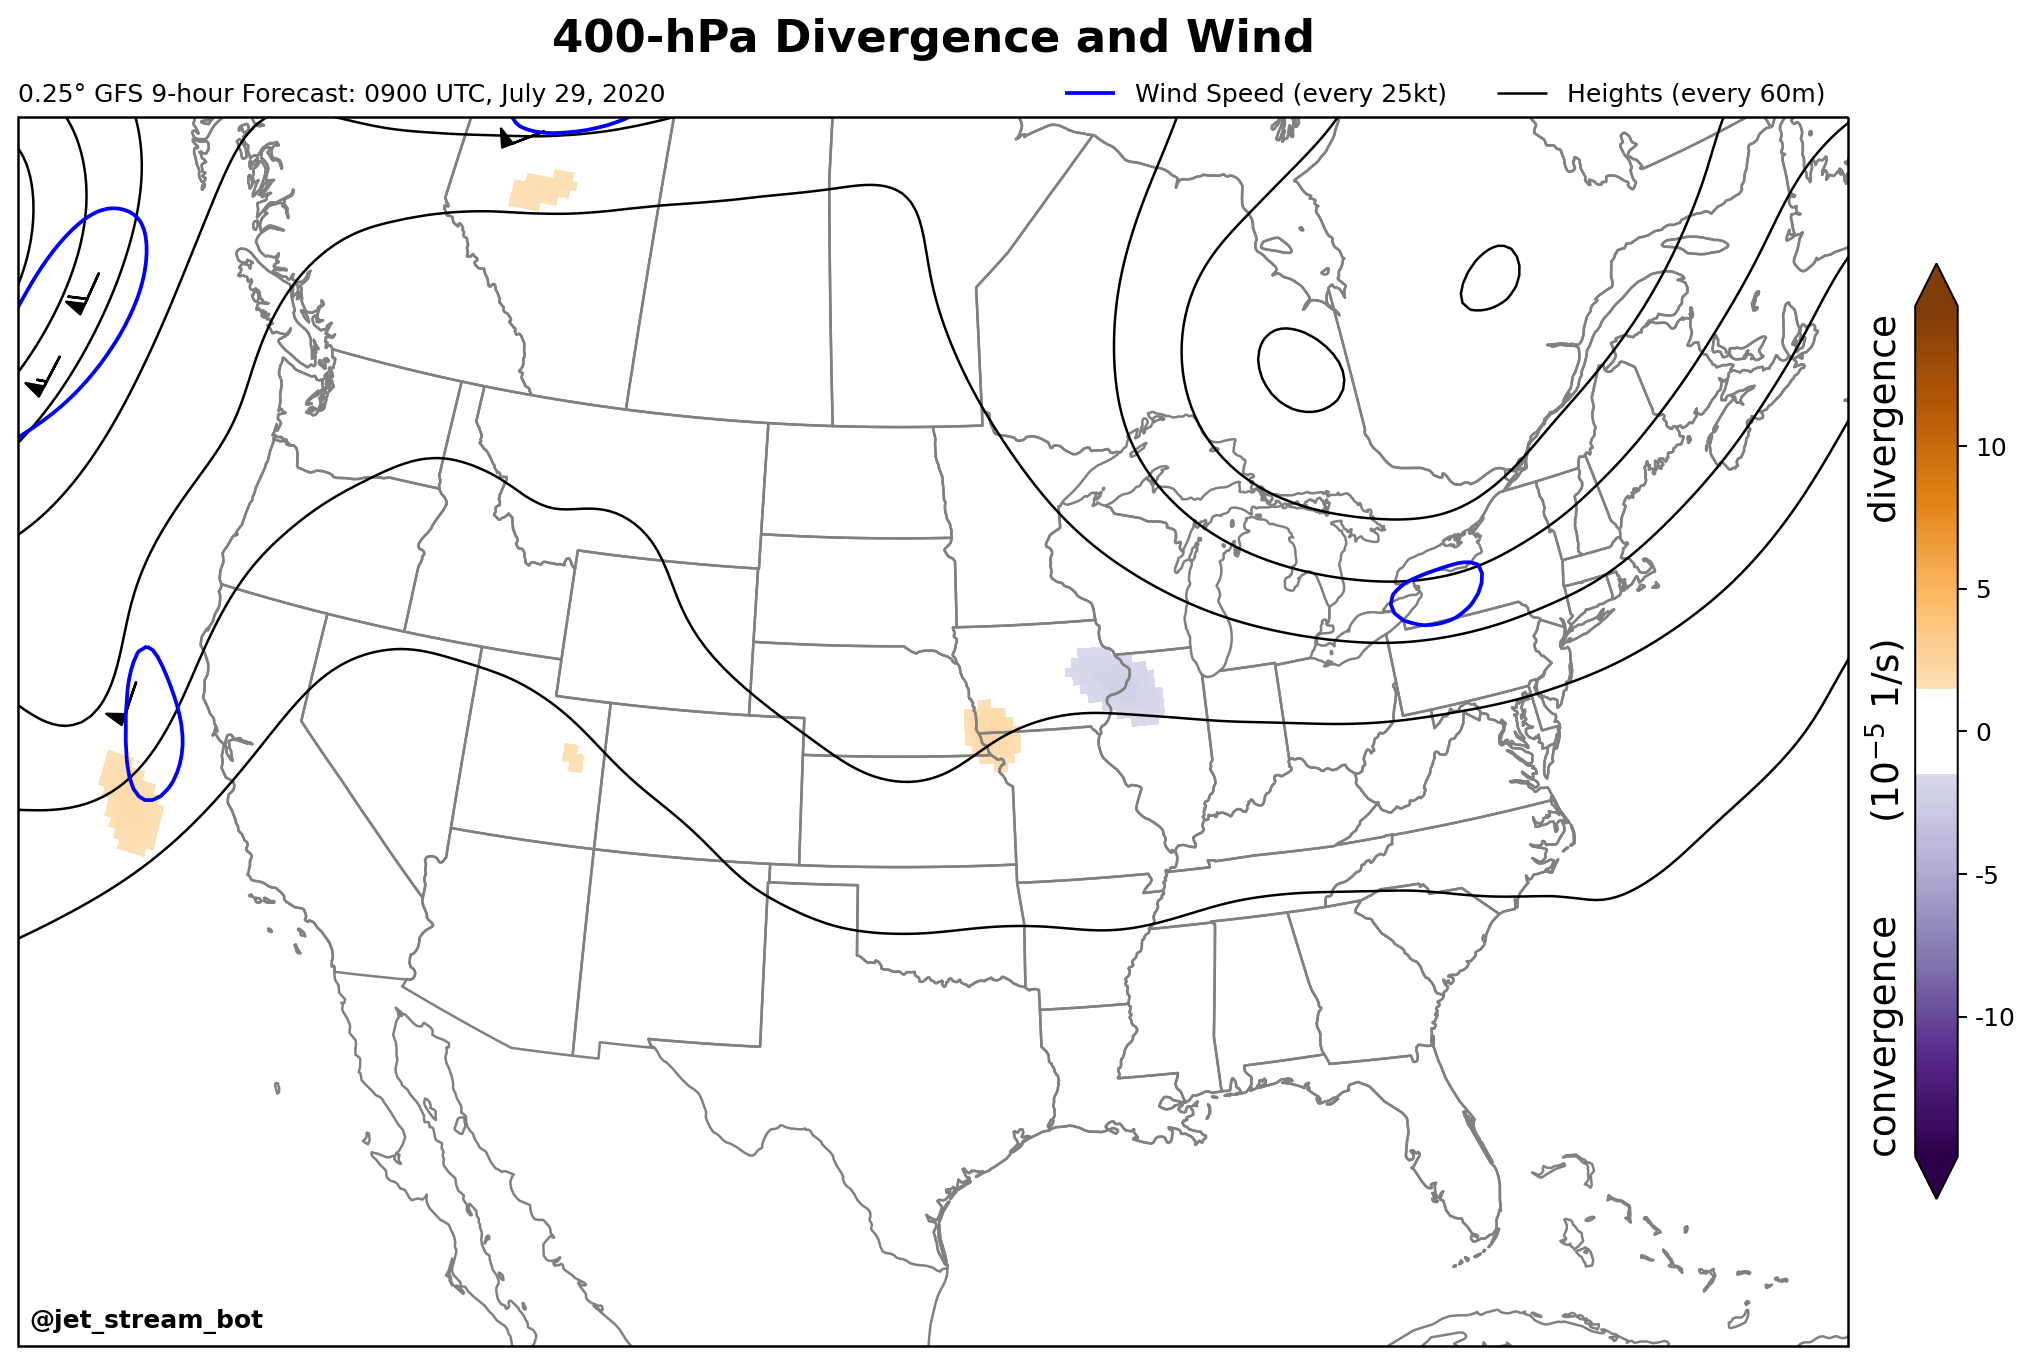 400-hPa Divergence and Wind
0.25° GFS 9-hour Forecast: 0900 UTC, July 29, 2020
Wind Speed (every 25kt)
Heights (every 60m)
divergence
(10⁻⁵ 1/s)
convergence
10
5
0
-5
-10
@jet_stream_bot